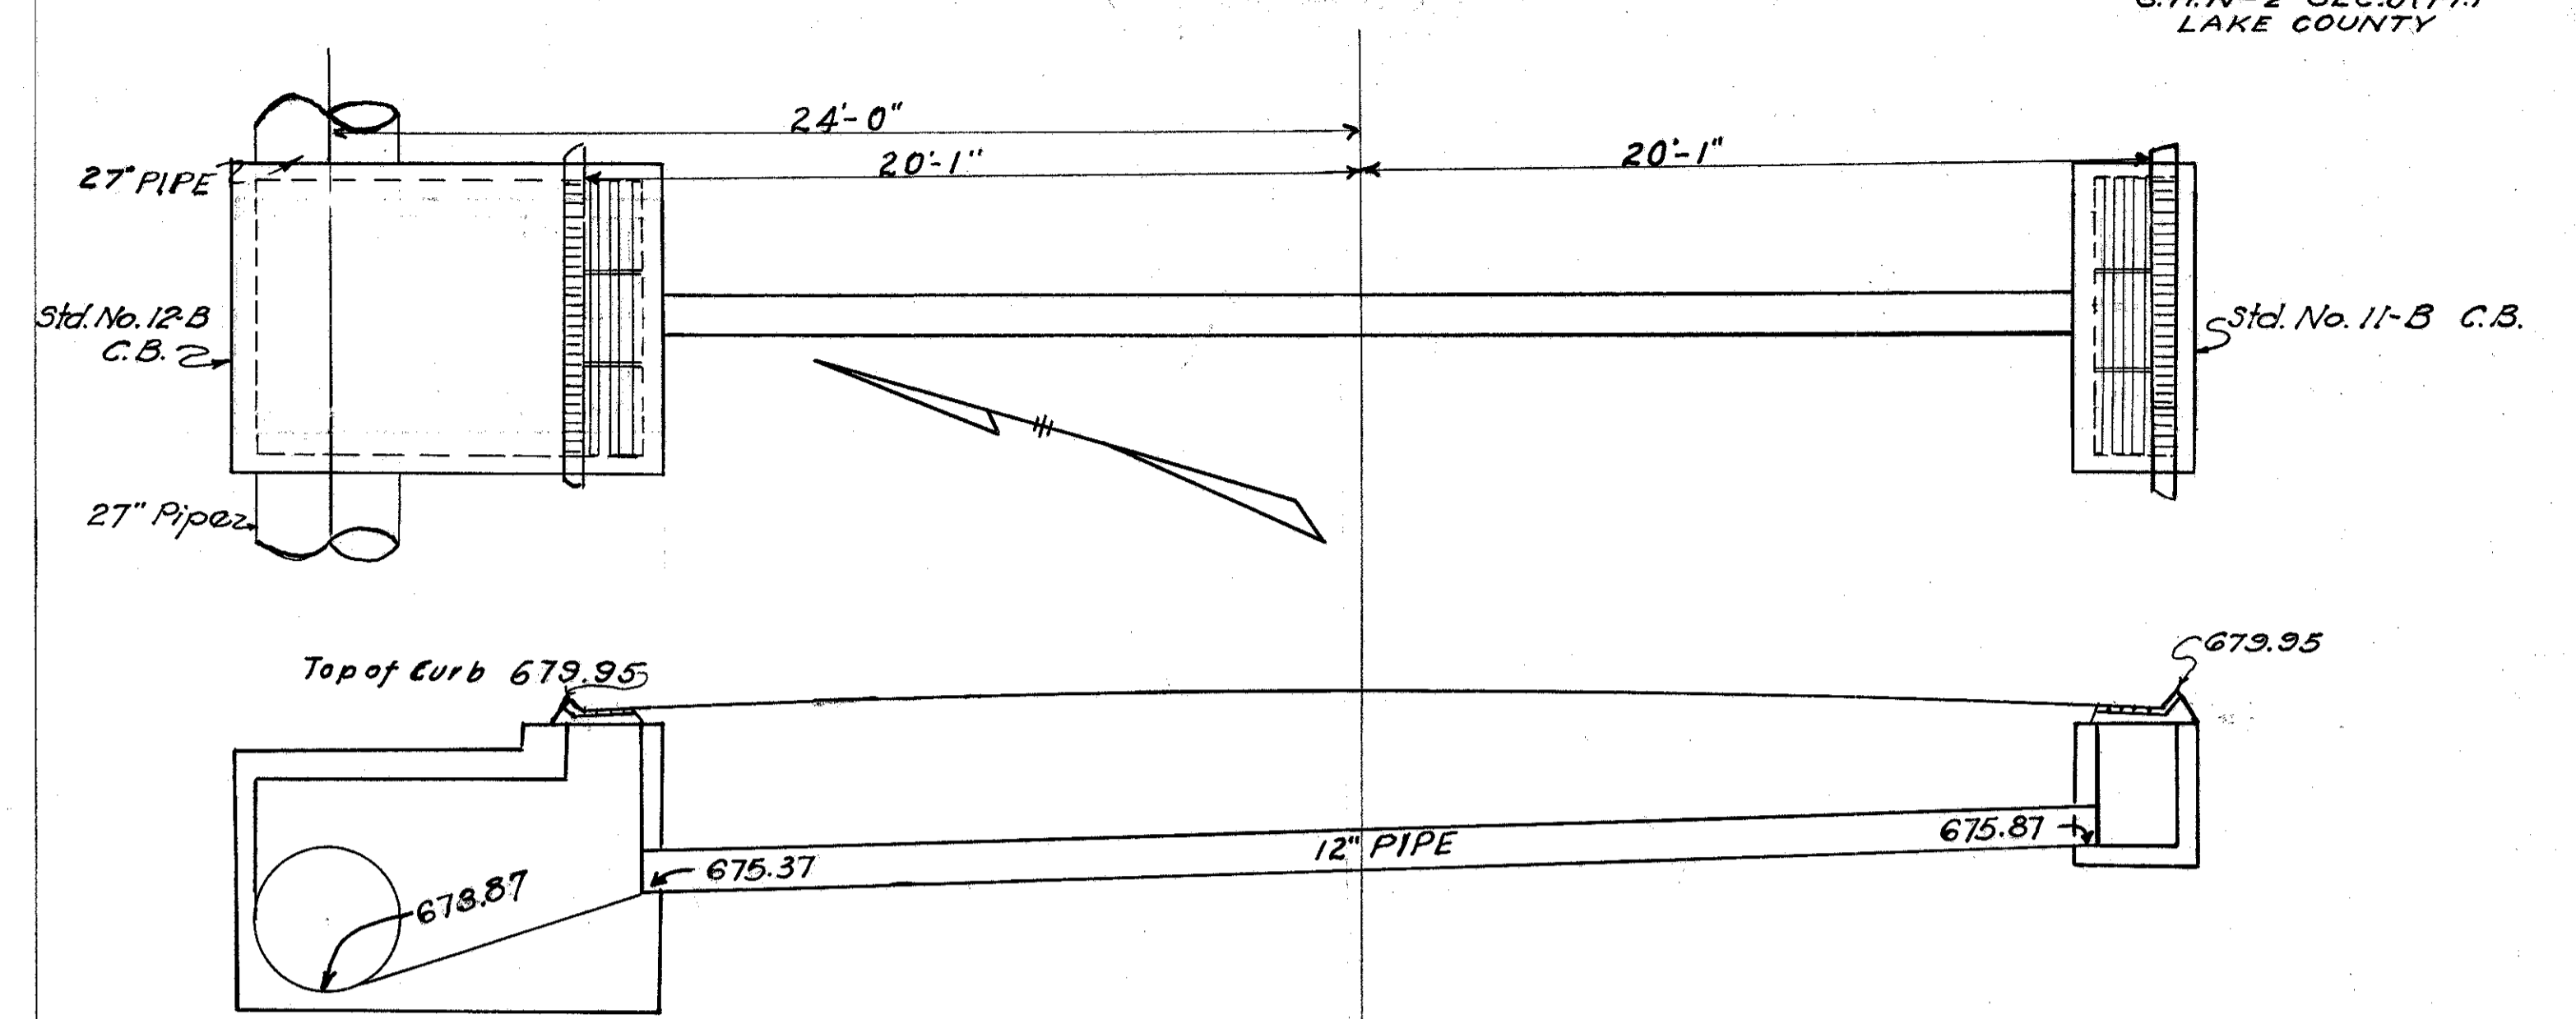 LAKE COUNTY
24'-0"
20'-1"
20'-1"
27" PIPE
Std. No. 12-B
C.B.
Std. No. 11-B C.B.
27" Pipe
Top of Curb 679.95
679.95
12" PIPE
675.87
675.37
673.87